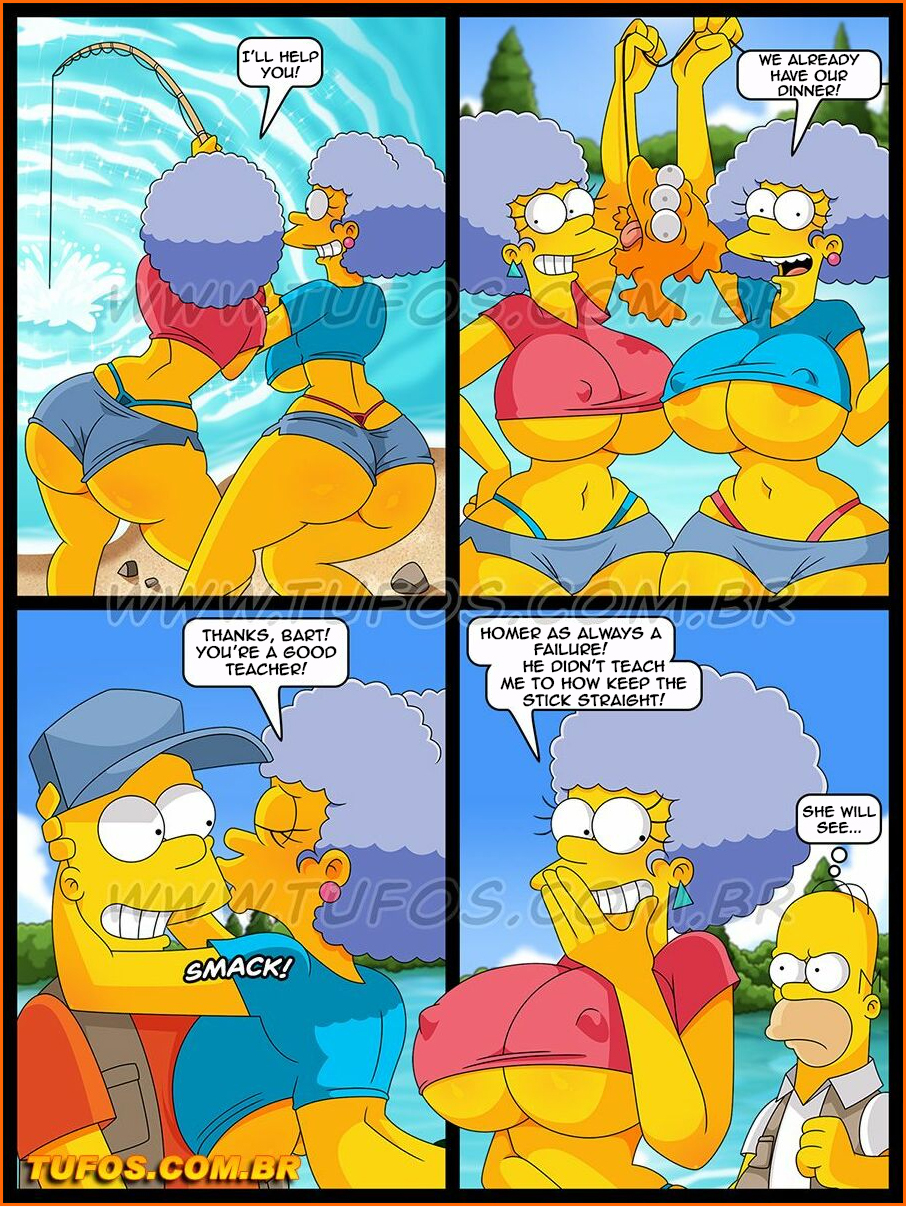 I'LL HELP
YOU!
WE ALREADY
HAVE OUR
DINNER!
WWW.TUFOS.COM.BR
THANKS, BART!
YOU'RE A GOOD
TEACHER!
SMACK!
HOMER AS ALWAYS A
FAILURE!
HE DIDN'T TEACH
ME TO HOW KEEP THE
STICK STRAIGHT!
SHE WILL
SEE...
WWW.TUFOS.COM.BR
WWW.TUFOS.COM.BR
TUFOS.COM.BR